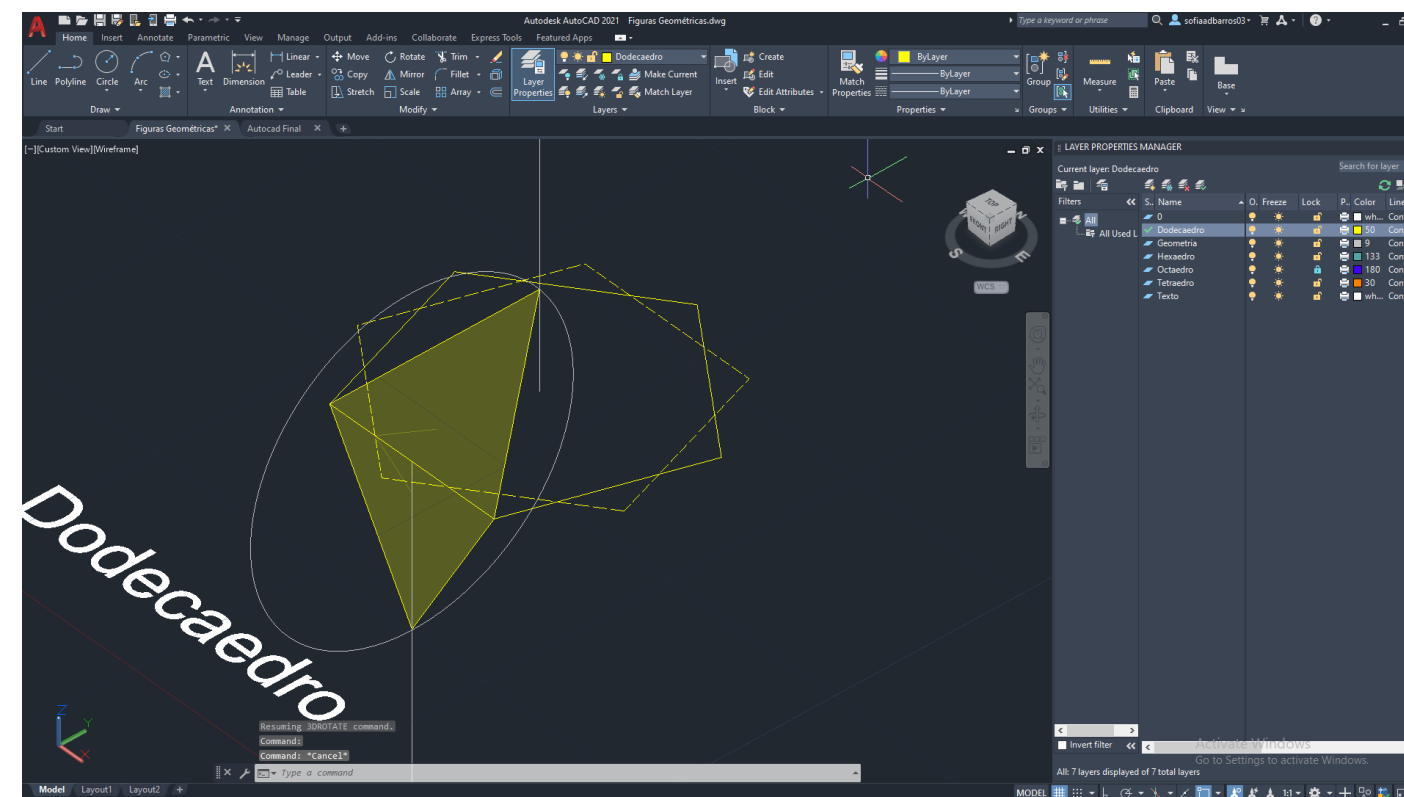 Autodesk AutoCAD 2021 Figuras Geométricas.dwg
Type a keyword or phrase
sofiaadbarros03
Home Insert Annotate Parametric View Manage Output Add-ins Collaborate Express Tools Featured Apps
Line Polyline Circle Arc
Text Dimension
Linear
Leader
Table
Move Rotate Trim
Copy Mirror Fillet
Stretch Scale Array
Layer Properties
Dodecaedro
Make Current
Match Layer
Insert
Create
Edit
Edit Attributes
Match Properties
ByLayer
ByLayer
ByLayer
Group
Measure
Paste
Base
Draw Annotation Modify Layers Block Properties Groups Utilities Clipboard View
Start Figuras Geométricas* Autocad Final
[−][Custom View][Wireframe]
TOP
FRONT RIGHT
N
S E
WCS
Dodecaedro
Z
Y
X
Resuming 3DROTATE command.
Command:
Command: *Cancel*
Type a command
LAYER PROPERTIES MANAGER
Current layer: Dodecaedro
Search for layer
Filters
All
All Used L
S.. Name O. Freeze Lock P.. Color Line
0 wh... Con
Dodecaedro 50 Con
Geometria 9 Con
Hexaedro 133 Con
Octaedro 180 Con
Tetraedro 30 Con
Texto wh... Con
Invert filter
Activate Windows
Go to Settings to activate Windows.
All: 7 layers displayed of 7 total layers
Model Layout1 Layout2 +
MODEL 1:1